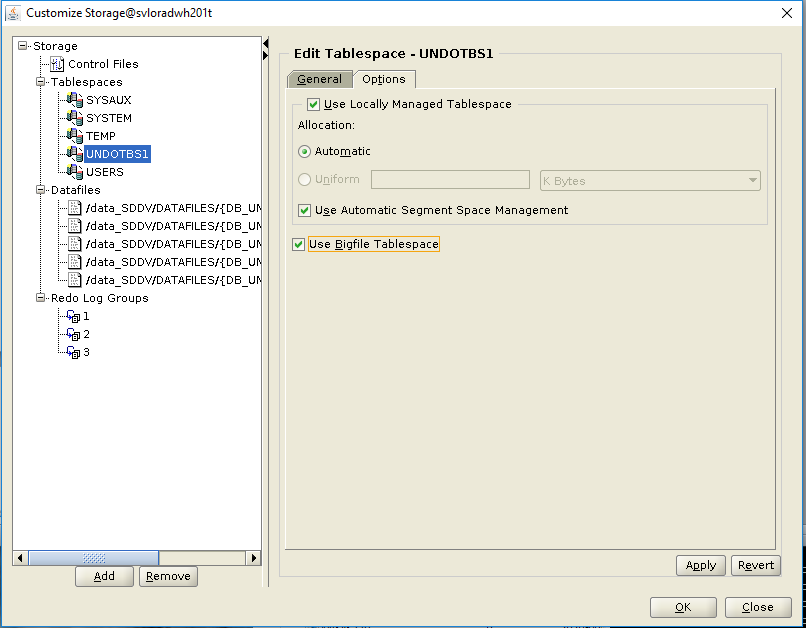 Customize Storage@svloradwh201t
Storage
Control Files
Tablespaces
SYSAUX
SYSTEM
TEMP
UNDOTBS1
USERS
Datafiles
/data_SDDV/DATAFILES/{DB_UN
/data_SDDV/DATAFILES/{DB_UN
/data_SDDV/DATAFILES/{DB_UN
/data_SDDV/DATAFILES/{DB_UN
/data_SDDV/DATAFILES/{DB_UN
Redo Log Groups
1
2
3
Add Remove
Edit Tablespace - UNDOTBS1
General Options
Use Locally Managed Tablespace
Allocation:
Automatic
Uniform K Bytes
Use Automatic Segment Space Management
Use Bigfile Tablespace
Apply Revert
OK Close